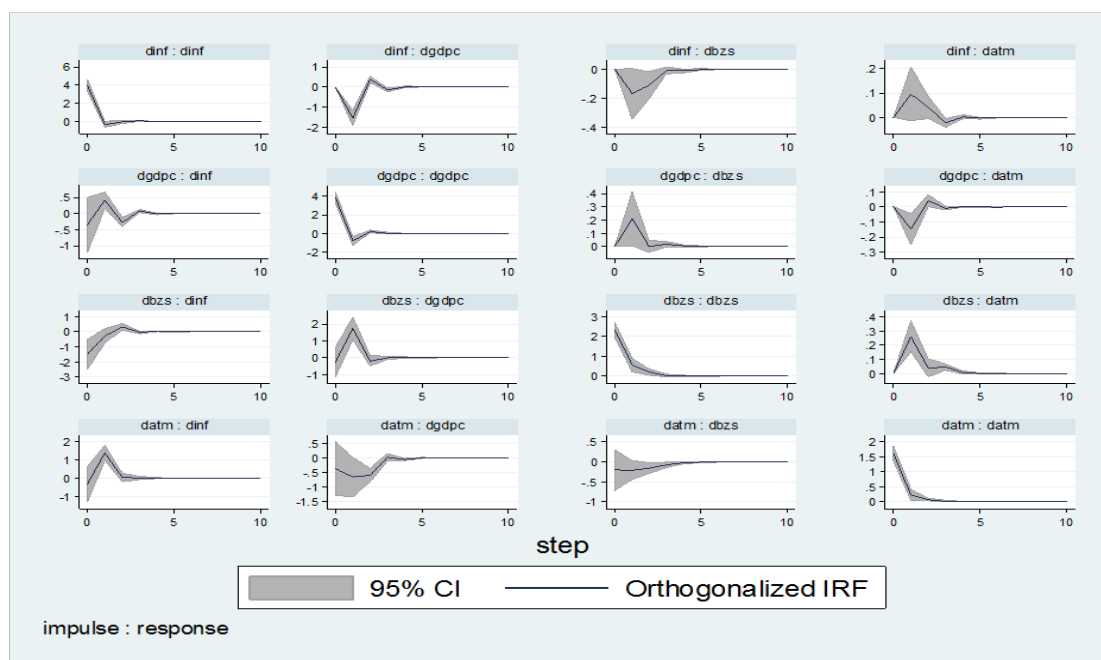 dinf : dinf dinf : dgdpc dinf : dbzs dinf : datm
6 4 2 0 1 0 -1 -2 0 -.2 -.4 .2 .1 0
0 5 10 0 5 10 0 5 10 0 5 10
dgdpc : dinf dgdpc : dgdpc dgdpc : dbzs dgdpc : datm
.5 0 -.5 -1 4 2 0 -2 .4 .3 .2 .1 0 .1 0 -.1 -.2 -.3
0 5 10 0 5 10 0 5 10 0 5 10
dbzs : dinf dbzs : dgdpc dbzs : dbzs dbzs : datm
1 0 -1 -2 -3 2 1 0 -1 3 2 1 0 .4 .3 .2 .1 0
0 5 10 0 5 10 0 5 10 0 5 10
datm : dinf datm : dgdpc datm : dbzs datm : datm
2 1 0 -1 .5 0 -.5 -1 -1.5 .5 0 -.5 -1 2 1.5 1 .5 0
0 5 10 0 5 10 0 5 10 0 5 10
step
95% CI Orthogonalized IRF
impulse : response